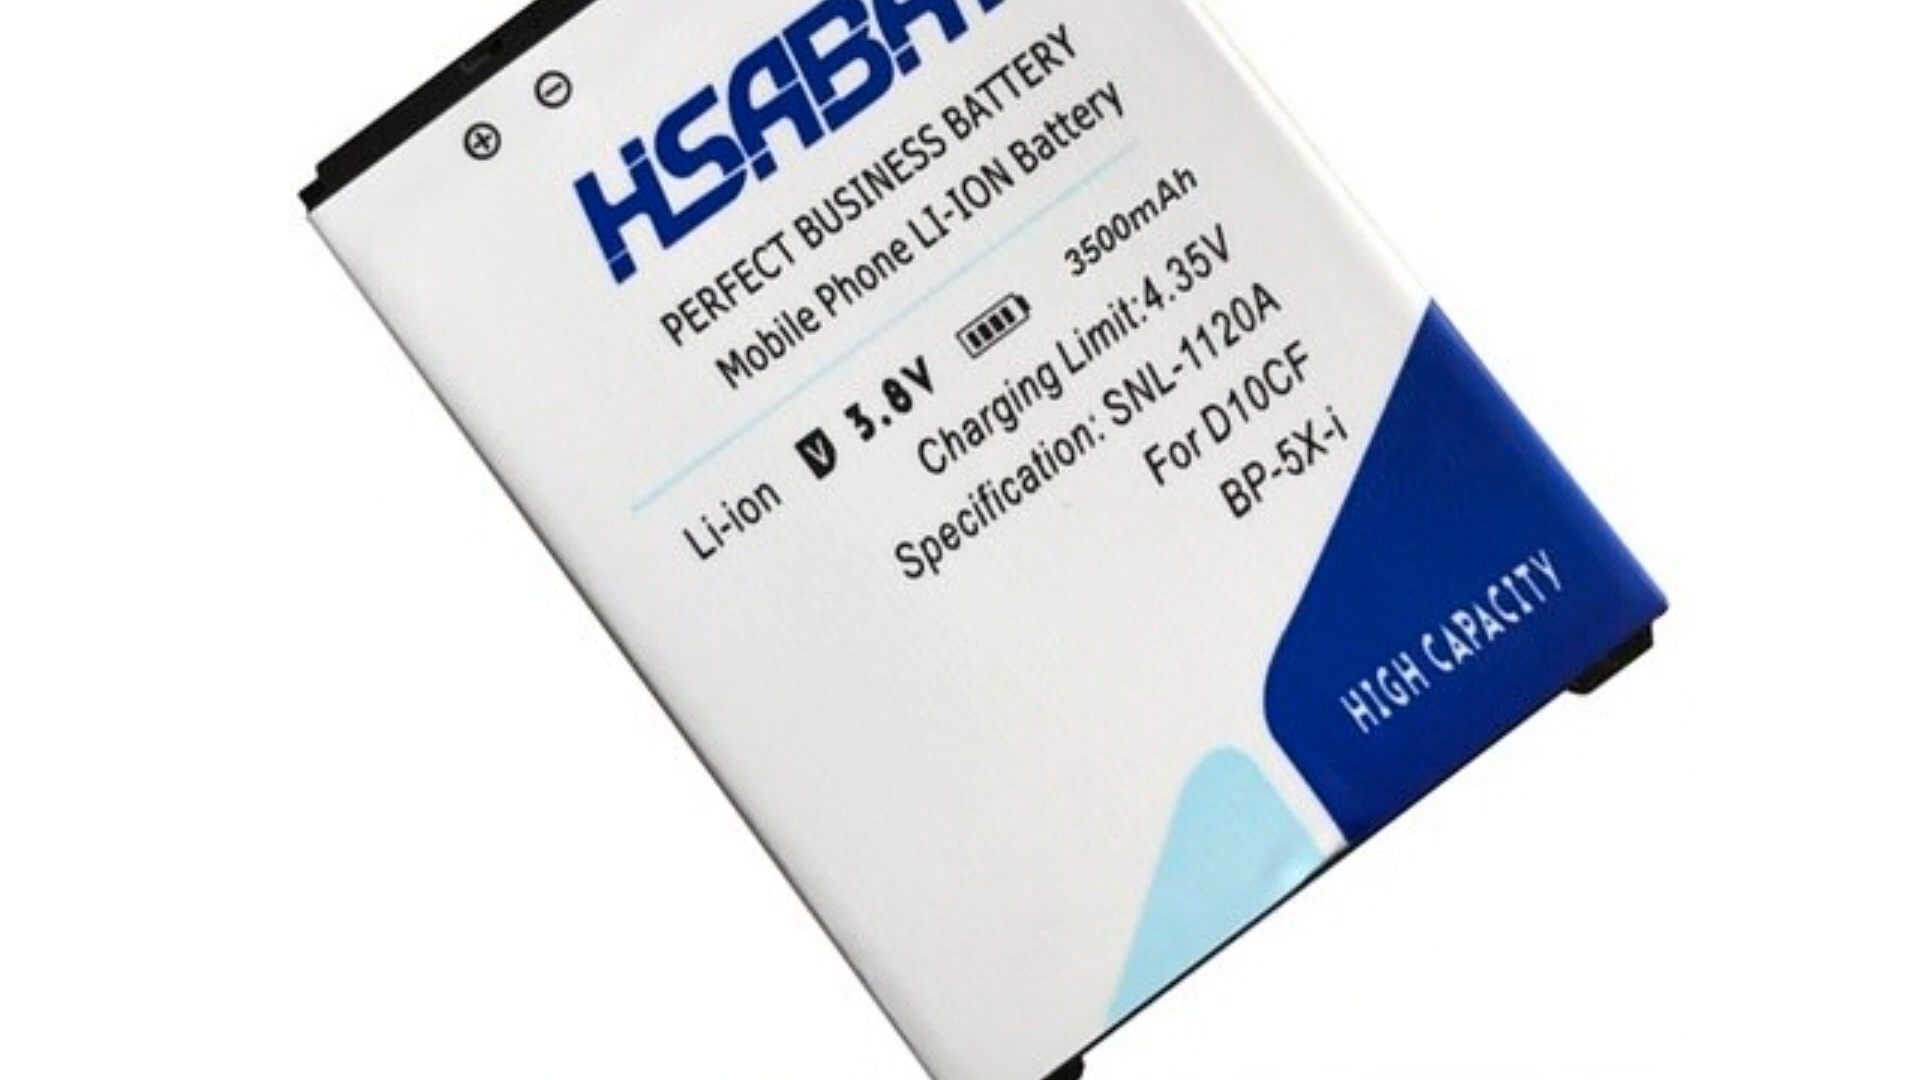 HSABAT
PERFECT BUSINESS BATTERY
Mobile Phone LI-ION Battery
Li-ion V 3.8V 3500mAh
Charging Limit:4.35V
Specification: SNL-1120A
For D10CF
BP-5X-i
HIGH CAPACITY